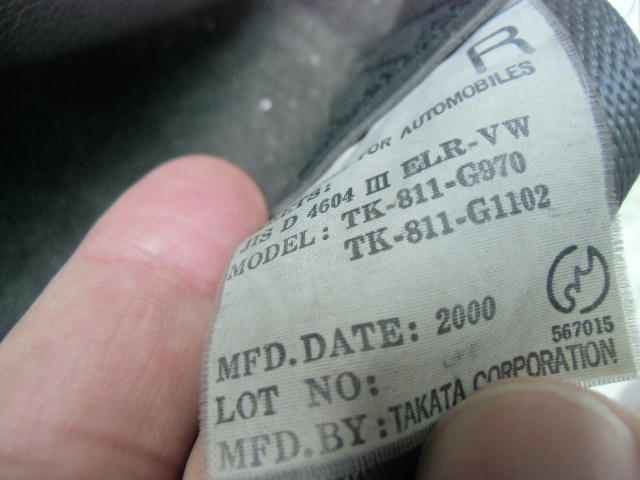 R
FOR AUTOMOBILES
JIS D 4604 III ELR-VW
MODEL: TK-811-G970
TK-811-G1102
MFD.DATE: 2000
567015
LOT NO:
MFD.BY: TAKATA CORPORATION